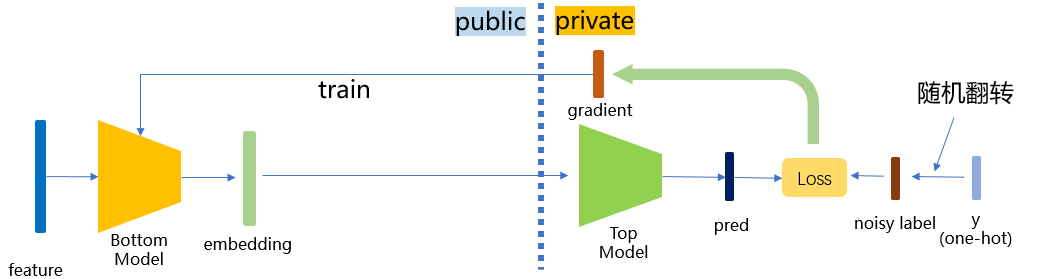 public
private
train
gradient
随机翻转
Loss
feature
Bottom
Model
embedding
Top
Model
pred
noisy label
y
(one-hot)